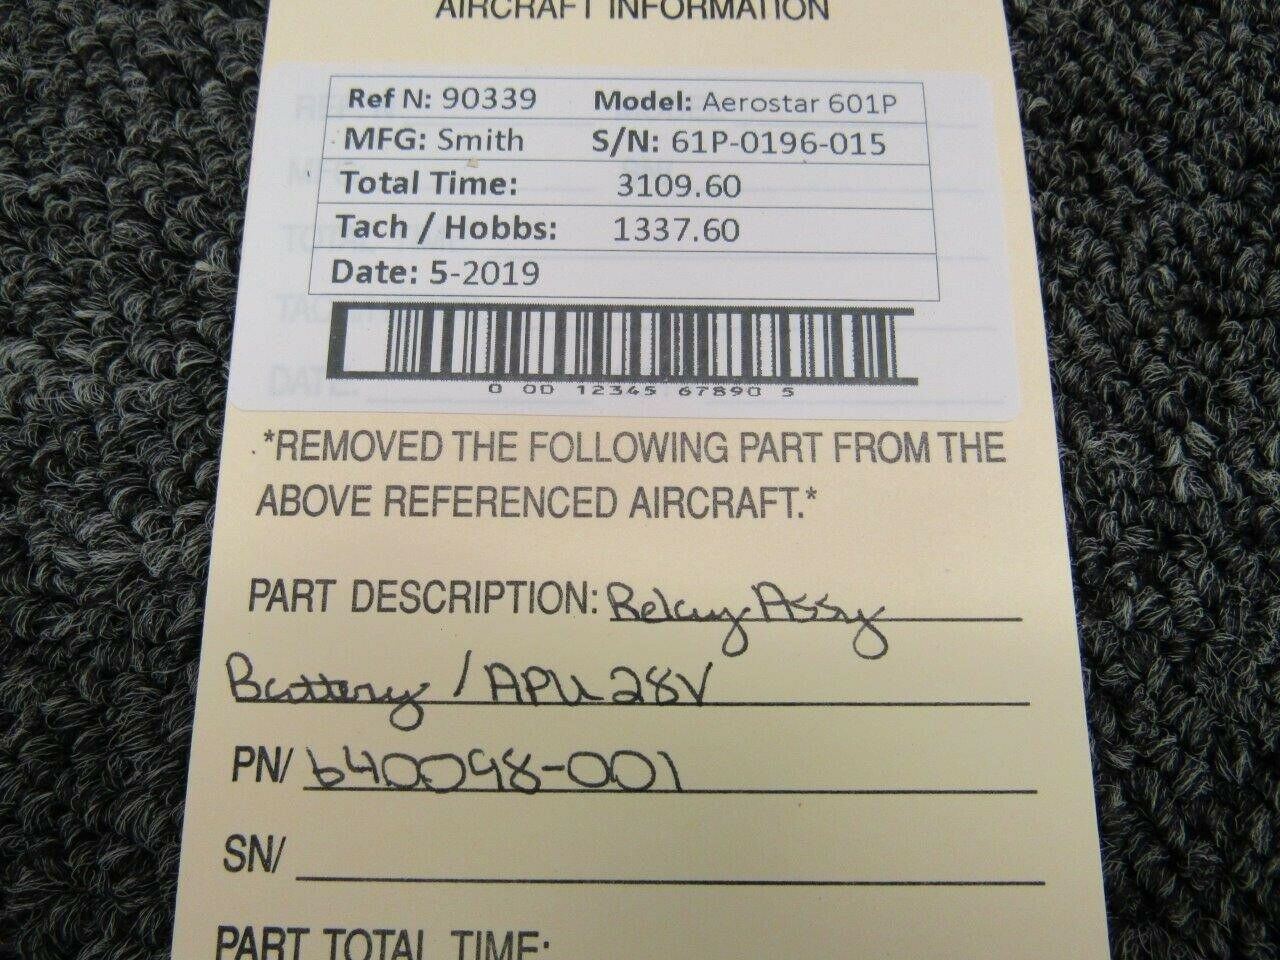 AIRCRAFT INFORMATION
Ref N: 90339 Model: Aerostar 601P
MFG: Smith S/N: 61P-0196-015
Total Time: 3109.60
Tach / Hobbs: 1337.60
Date: 5-2019
0 00 12345 67890 5
*REMOVED THE FOLLOWING PART FROM THE
ABOVE REFERENCED AIRCRAFT.*
PART DESCRIPTION: Relay Assy
Battery / APU 28V
PN/ 640098-001
SN/
PART TOTAL TIME: